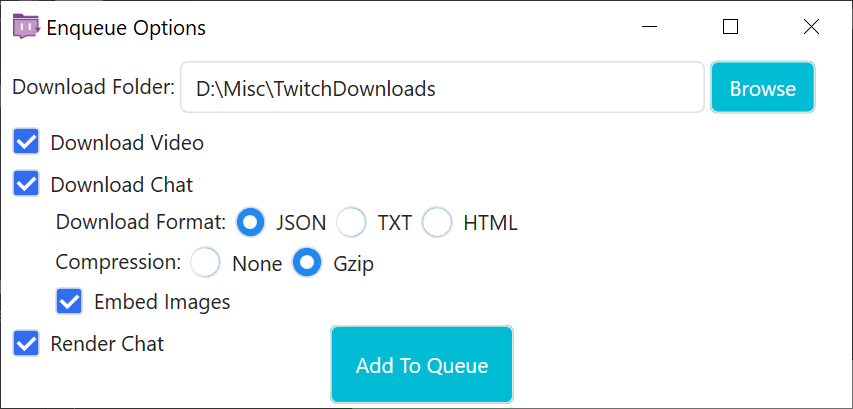 Enqueue Options
Download Folder: D:\Misc\TwitchDownloads Browse
Download Video
Download Chat
Download Format: JSON TXT HTML
Compression: None Gzip
Embed Images
Render Chat
Add To Queue